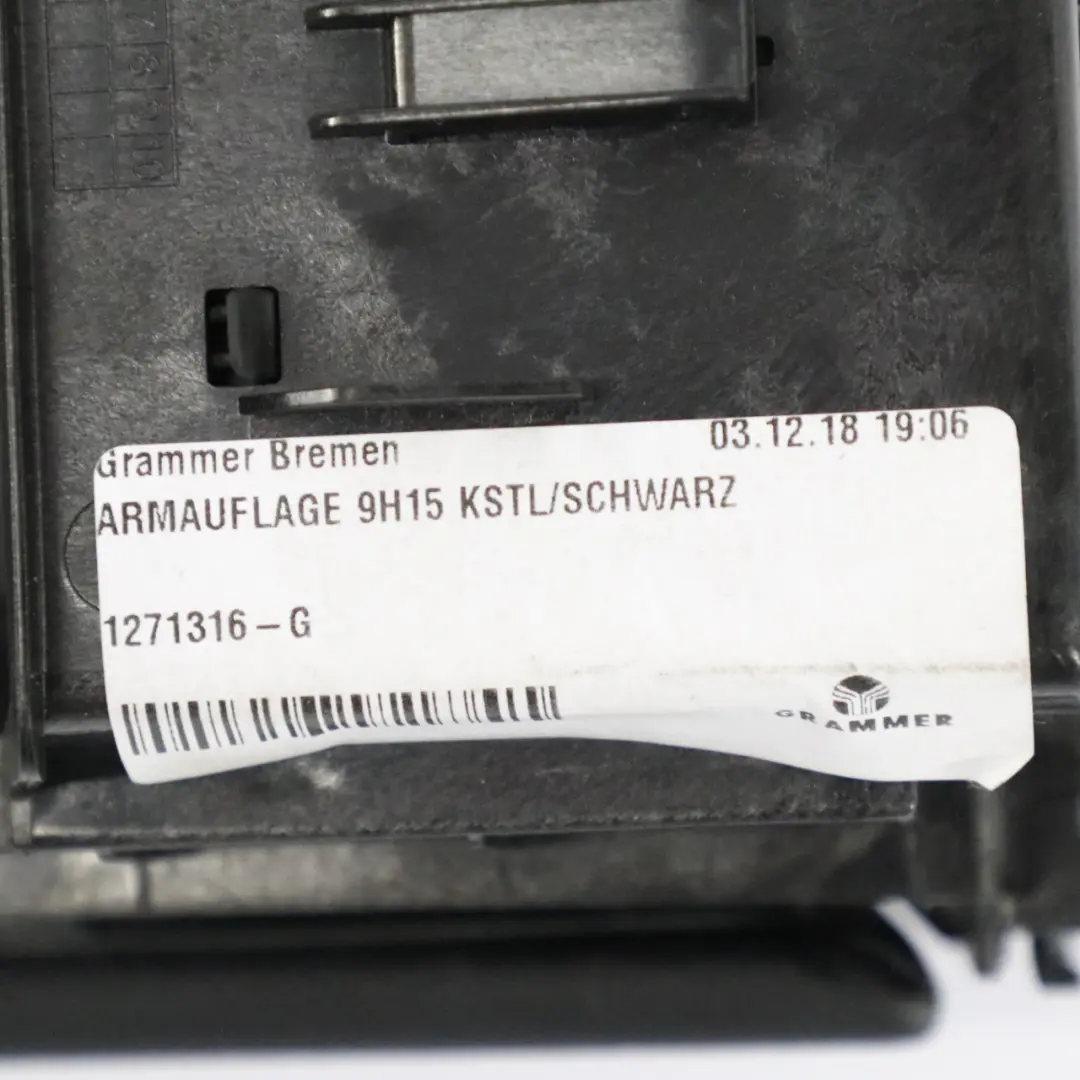 Grammer Bremen 03.12.18 19:06
ARMAUFLAGE 9H15 KSTL/SCHWARZ
1271316-G
GRAMMER